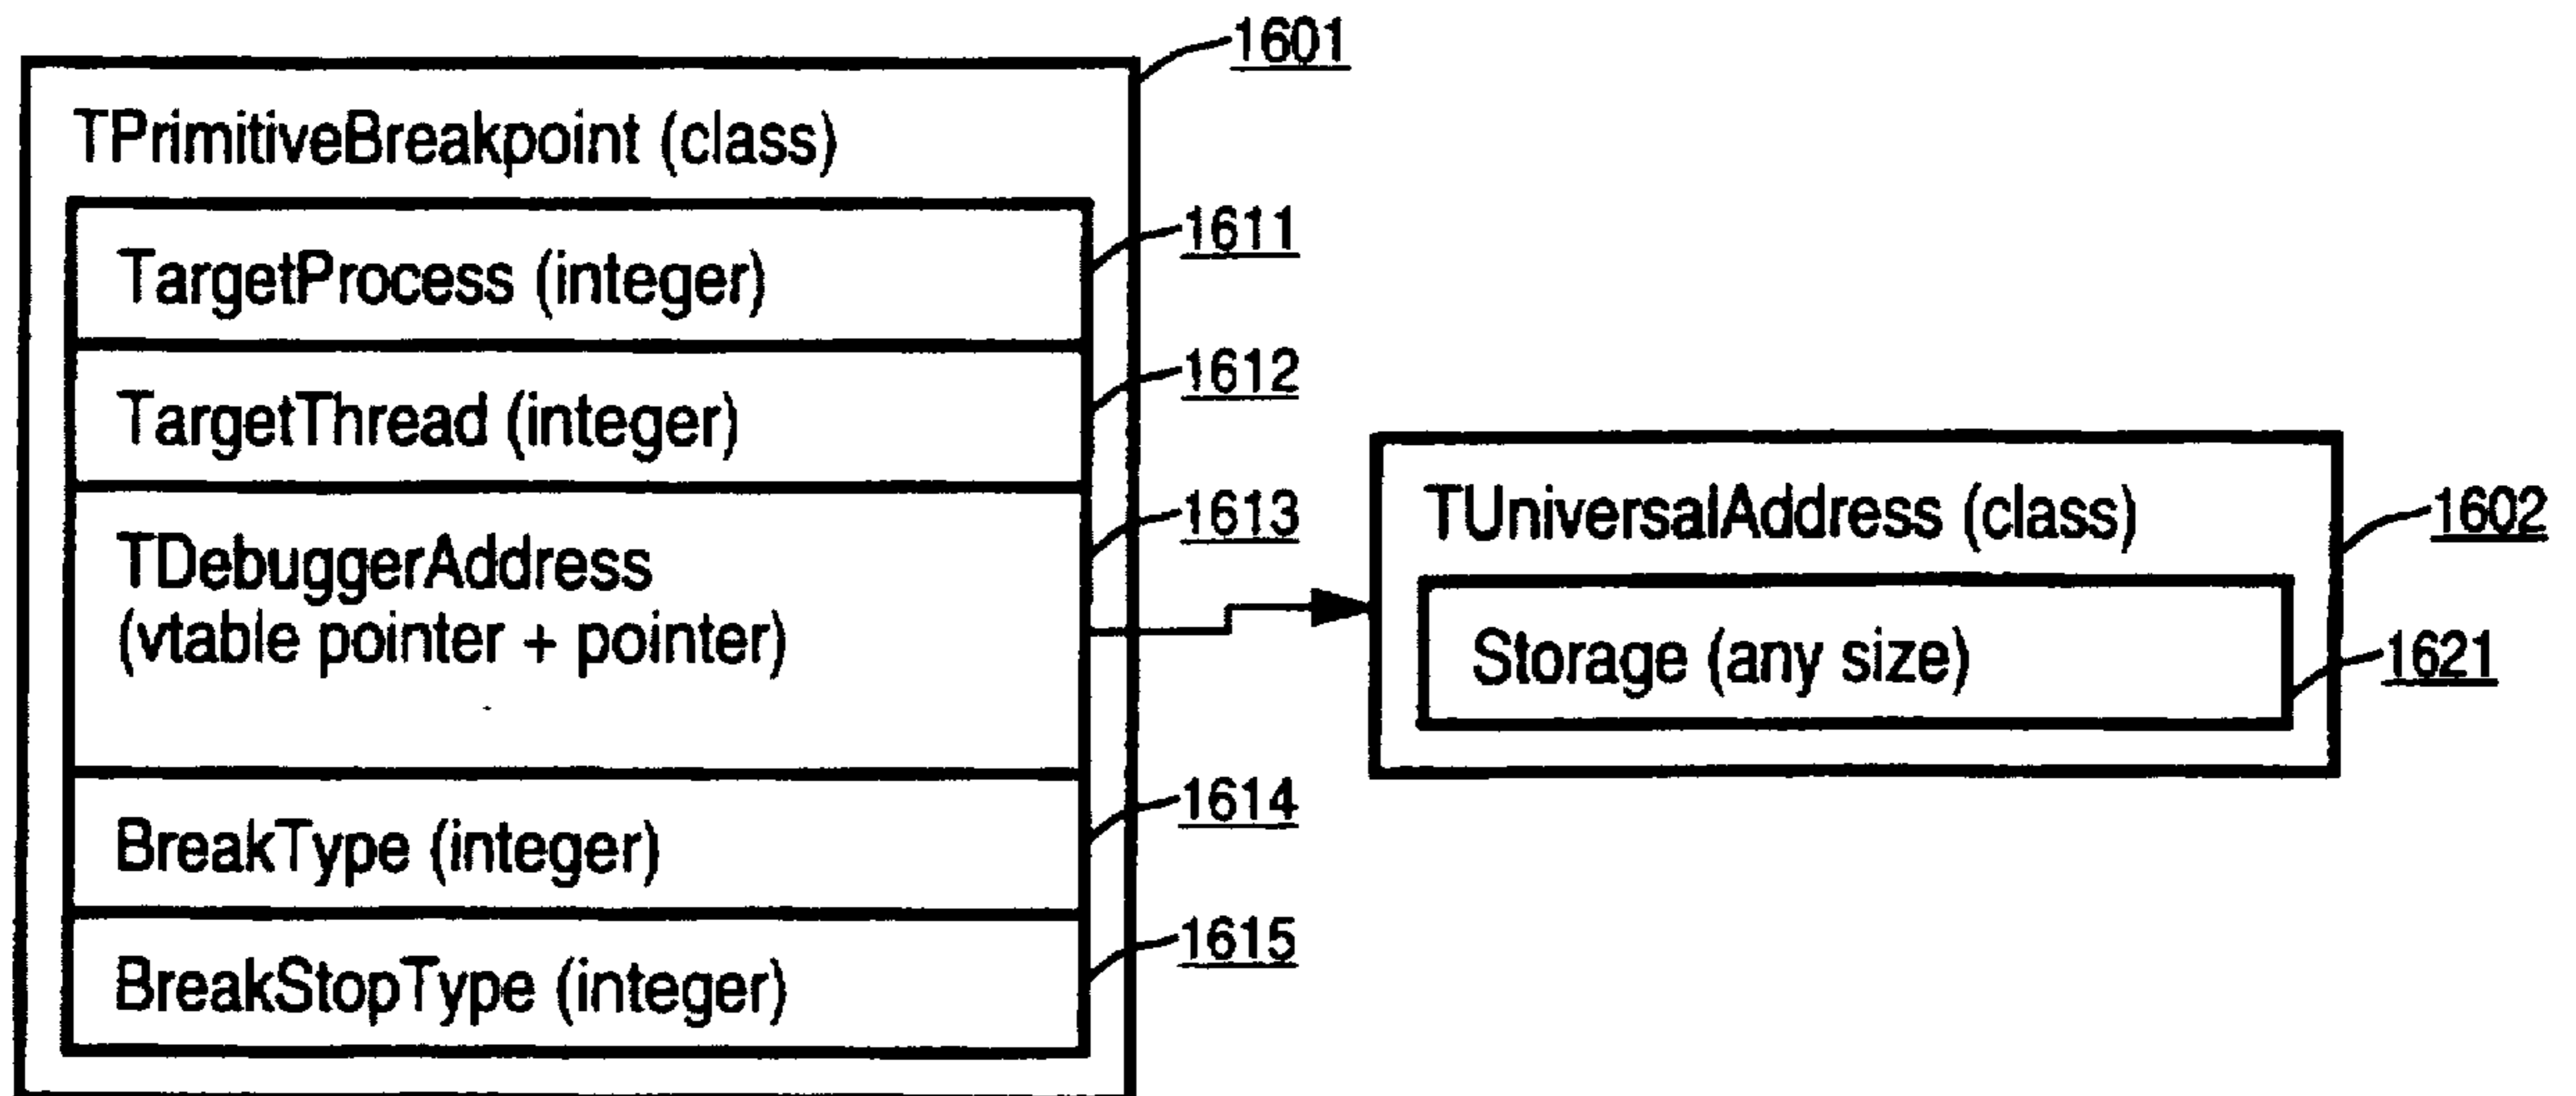 1601
TPrimitiveBreakpoint (class)
1611
TargetProcess (integer)
1612
TargetThread (integer)
1613
TDebuggerAddress
(vtable pointer + pointer)
1614
BreakType (integer)
1615
BreakStopType (integer)
TUniversalAddress (class)
1602
Storage (any size)
1621